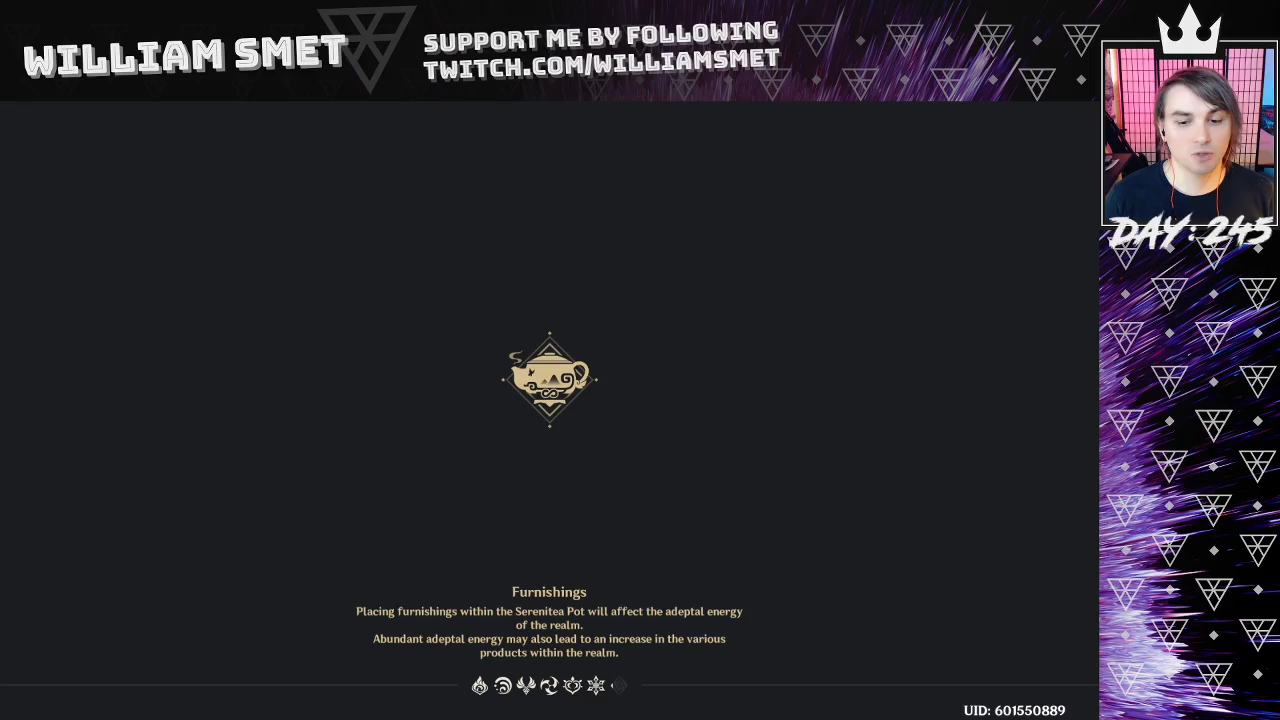 WILLIAM SMET
SUPPORT ME BY FOLLOWING
TWITCH.COM/WILLIAMSMET
DAY: 245
Furnishings
Placing furnishings within the Serenitea Pot will affect the adeptal energy
of the realm.
Abundant adeptal energy may also lead to an increase in the various
products within the realm.
UID: 601550889